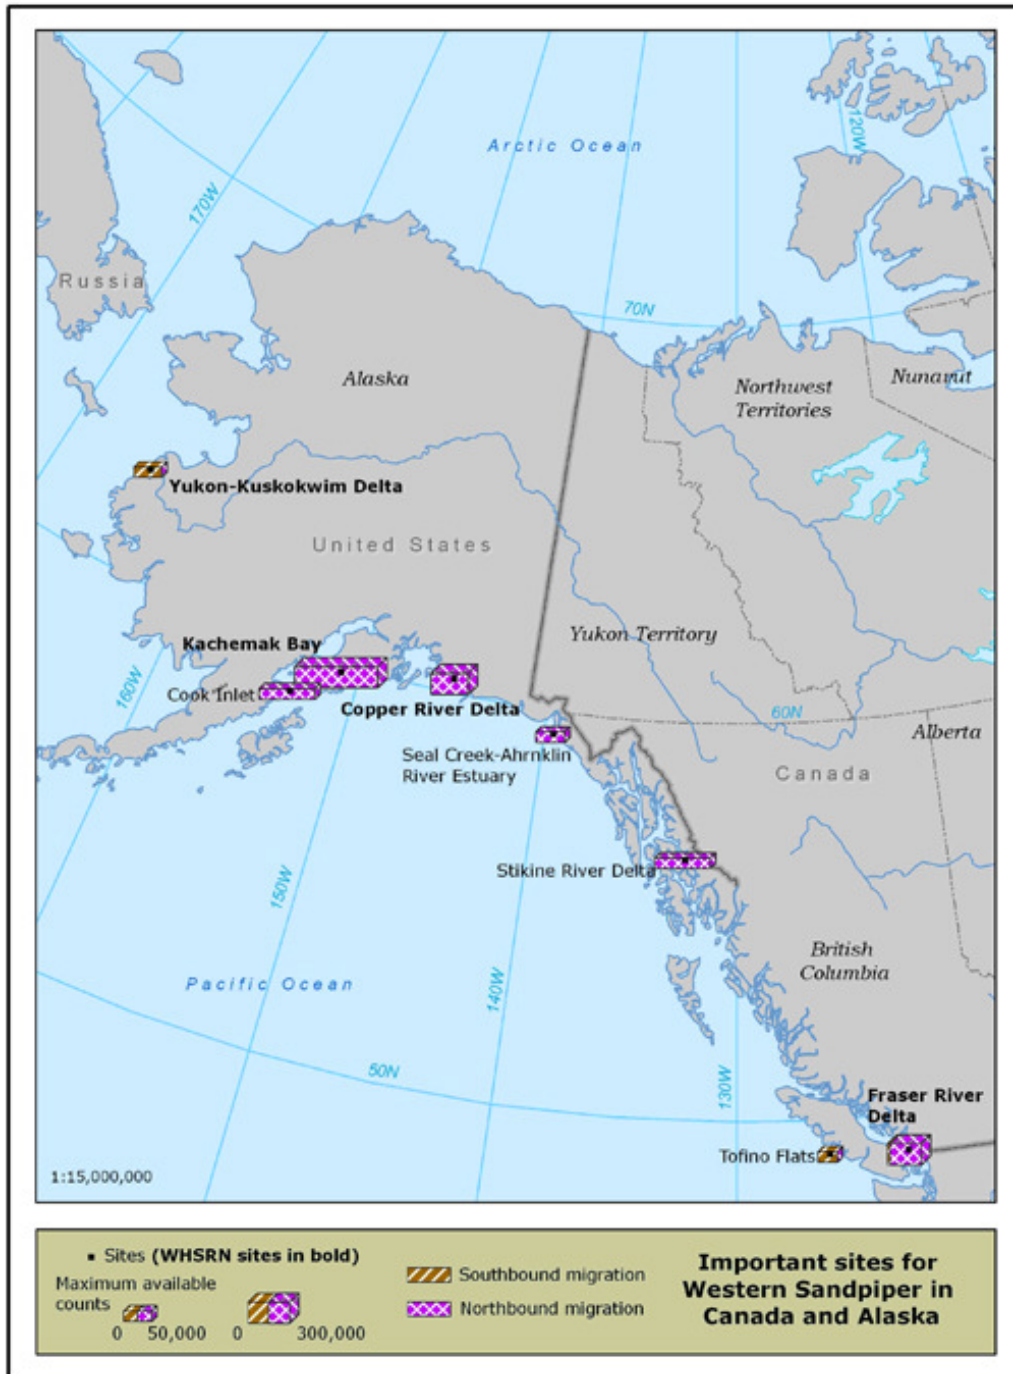 Arctic Ocean
120W
170W
Russia
70N
Alaska
Northwest
Territories
Nunavut
Yukon-Kuskokwim Delta
United States
Yukon Territory
Kachemak Bay
160W
Cook Inlet
Copper River Delta
60N
Alberta
Seal Creek-Ahrnklin
River Estuary
Canada
Stikine River Delta
150W
British
Columbia
140W
Pacific Ocean
50N
130W
Fraser River
Delta
Tofino Flats
1:15,000,000
Sites (WHSRN sites in bold)
Maximum available
counts
0 50,000
0 300,000
Southbound migration
Northbound migration
Important sites for
Western Sandpiper in
Canada and Alaska